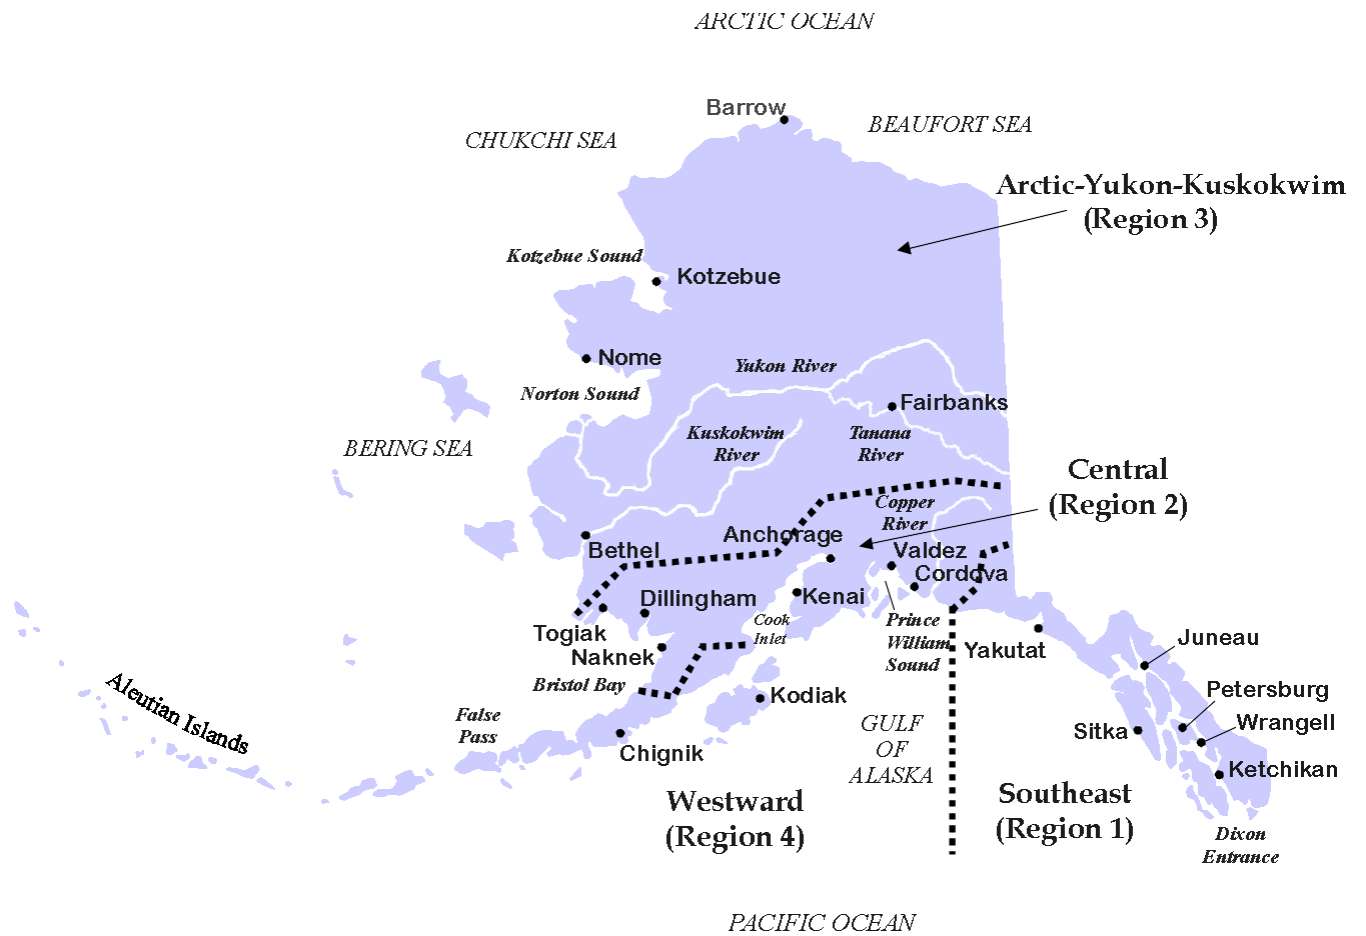 ARCTIC OCEAN
Barrow
BEAUFORT SEA
CHUKCHI SEA
Arctic-Yukon-Kuskokwim
(Region 3)
Kotzebue Sound
Kotzebue
Nome
Yukon River
Norton Sound
Fairbanks
Kuskokwim
River
Tanana
River
BERING SEA
Central
(Region 2)
Copper
River
Anchorage
Bethel
Valdez
Cordova
Dillingham
Kenai
Togiak
Cook
Inlet
Prince
William
Sound
Yakutat
Juneau
Naknek
Bristol Bay
Aleutian Islands
Kodiak
Petersburg
Wrangell
Sitka
False
Pass
Chignik
GULF
OF
ALASKA
Ketchikan
Westward
(Region 4)
Southeast
(Region 1)
Dixon
Entrance
PACIFIC OCEAN